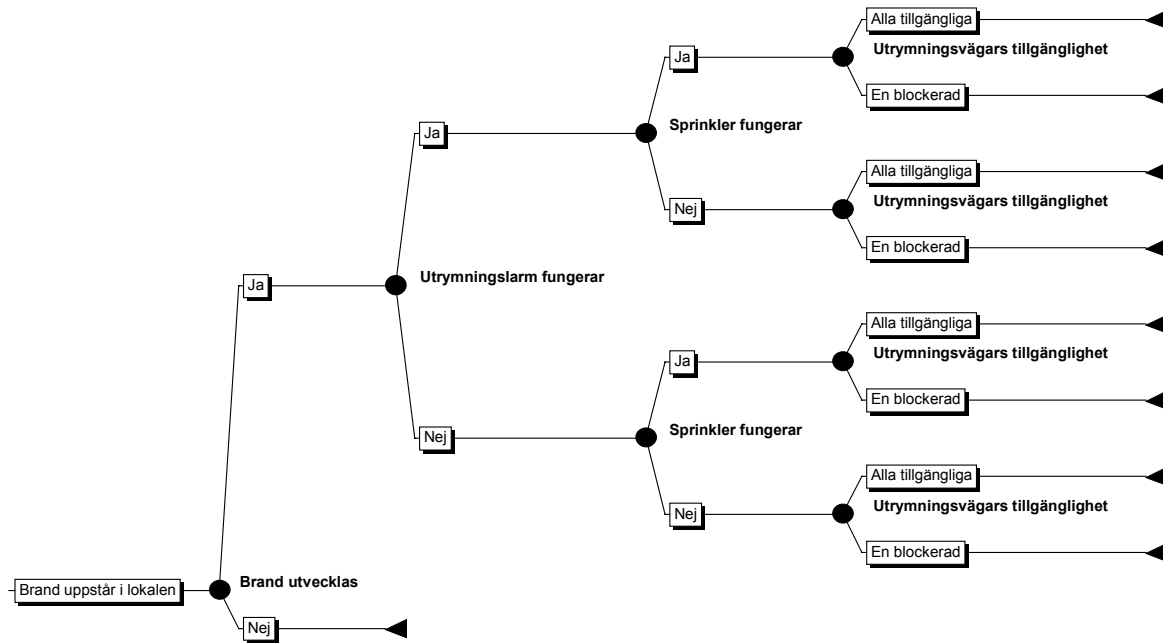 Alla tillgängliga
Utrymningsvägars tillgänglighet
Ja
En blockerad
Ja
Sprinkler fungerar
Alla tillgängliga
Utrymningsvägars tillgänglighet
Nej
En blockerad
Ja
Utrymningslarm fungerar
Alla tillgängliga
Utrymningsvägars tillgänglighet
Ja
En blockerad
Nej
Sprinkler fungerar
Alla tillgängliga
Utrymningsvägars tillgänglighet
Nej
En blockerad
Brand uppstår i lokalen
Brand utvecklas
Nej